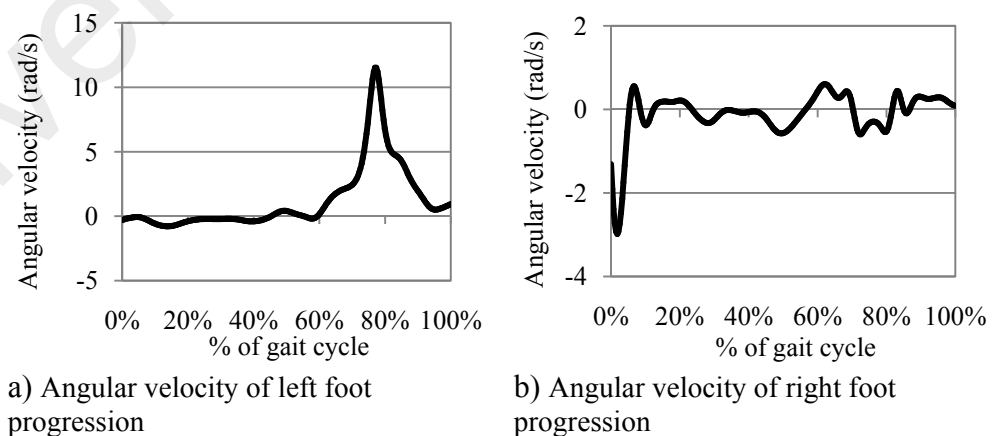 Angular velocity (rad/s)
15
10
5
0
-5
0% 20% 40% 60% 80% 100%
% of gait cycle
a) Angular velocity of left foot
progression
Angular velocity (rad/s)
2
0
-2
-4
0% 20% 40% 60% 80% 100%
% of gait cycle
b) Angular velocity of right foot
progression